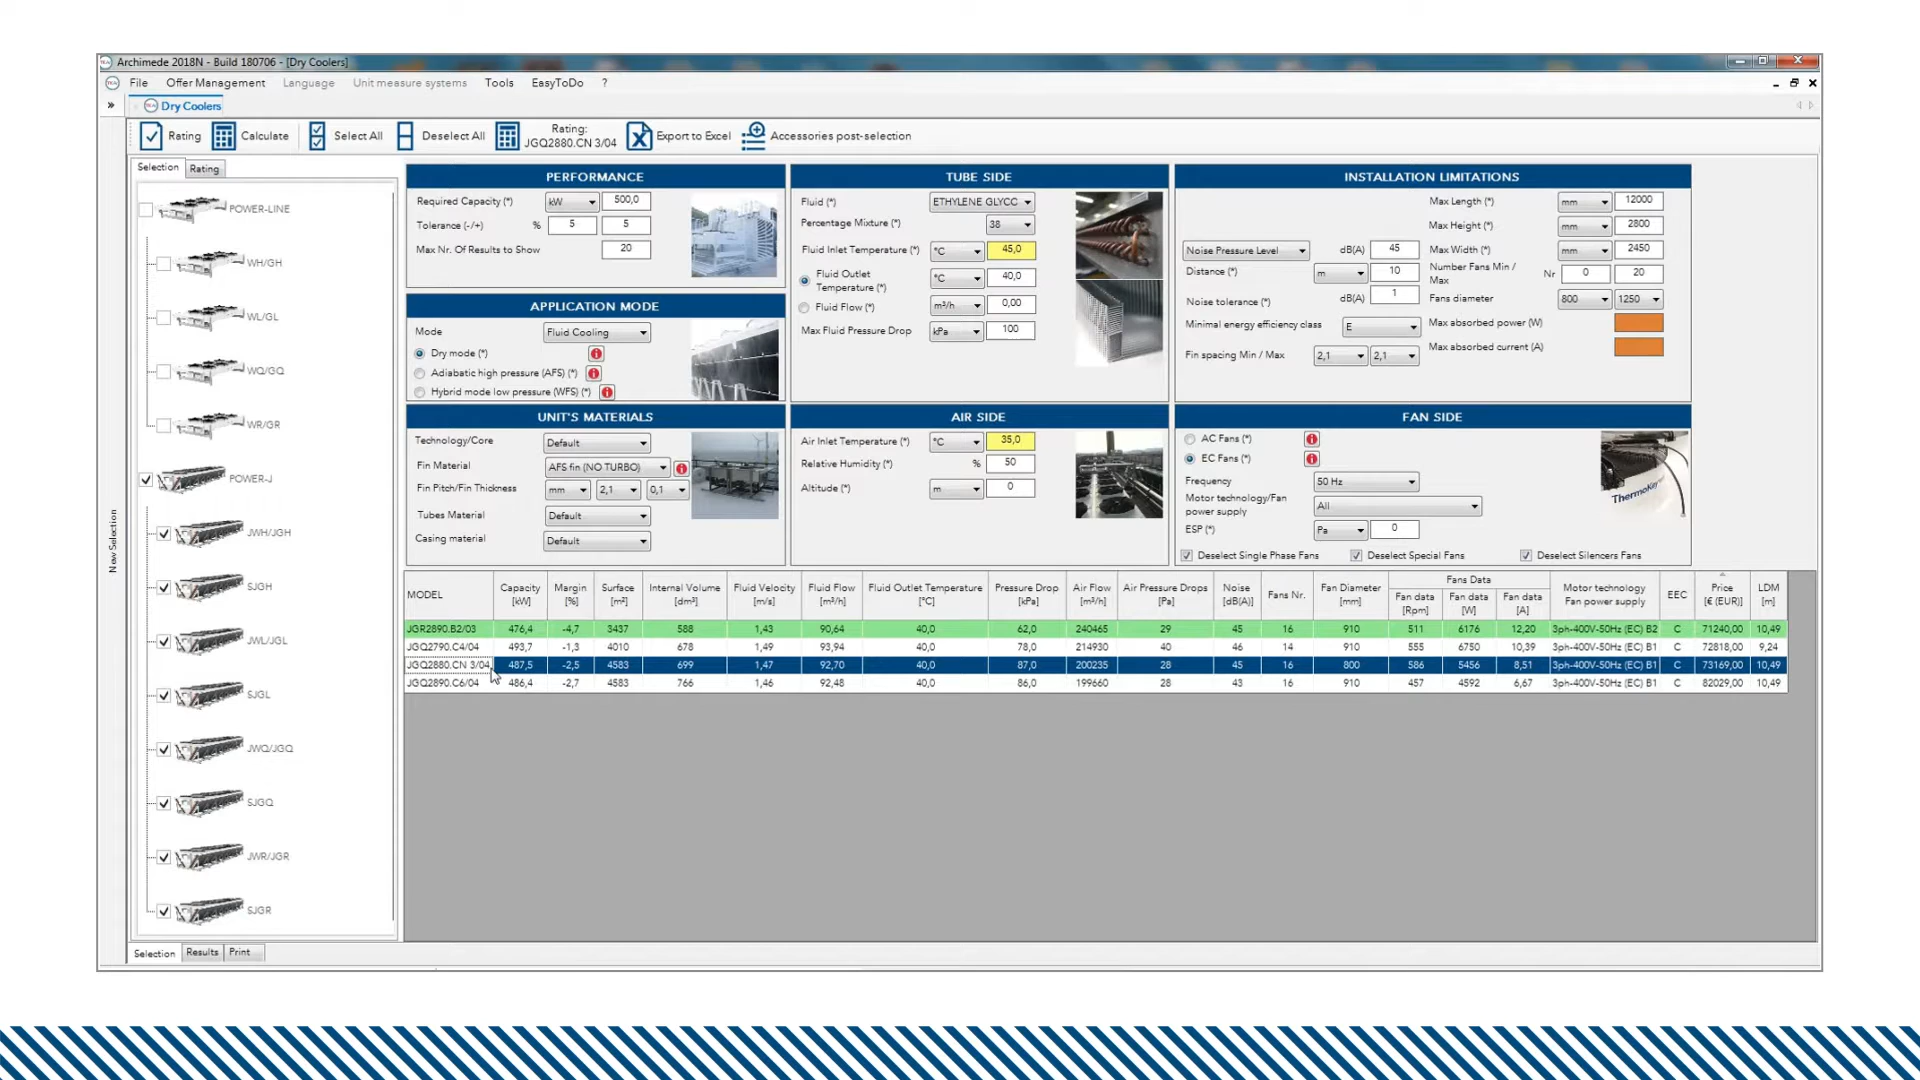 Archimede 2018N - Build 180706 - [Dry Coolers]
File Offer Management Language Unit measure systems Tools EasyToDo ?
» Dry Coolers
Rating Calculate Select All Deselect All Rating: JGQ2880.CN 3/04 Export to Excel Accessories post-selection
Selection Rating
POWER-LINE
WH/GH
WL/GL
WQ/GQ
WR/GR
POWER-J
JWH/JGH
SJGH
JWL/JGL
SJGL
JWQ/JGQ
SJGQ
JWR/JGR
SJGR
New Selection
PERFORMANCE
Required Capacity (*) kW 500,0
Tolerance (-/+) % 5 5
Max Nr. Of Results to Show 20
APPLICATION MODE
Mode Fluid Cooling
Dry mode (*)
Adiabatic high pressure (AFS) (*)
Hybrid mode low pressure (WFS) (*)
UNIT'S MATERIALS
Technology/Core Default
Fin Material AFS fin (NO TURBO)
Fin Pitch/Fin Thickness mm 2,1 0,1
Tubes Material Default
Casing material Default
TUBE SIDE
Fluid (*) ETHYLENE GLYCC
Percentage Mixture (*) 38
Fluid Inlet Temperature (*) °C 45,0
Fluid Outlet Temperature (*) °C 40,0
Fluid Flow (*) m³/h 0,00
Max Fluid Pressure Drop kPa 100
AIR SIDE
Air Inlet Temperature (*) °C 35,0
Relative Humidity (*) % 50
Altitude (*) m 0
INSTALLATION LIMITATIONS
Max Length (*) mm 12000
Max Height (*) mm 2800
Noise Pressure Level dB(A) 45 Max Width (*) mm 2450
Distance (*) m 10 Number Fans Min / Max Nr 0 20
Noise tolerance (*) dB(A) 1 Fans diameter 800 1250
Minimal energy efficiency class E Max absorbed power (W)
Fin spacing Min / Max 2,1 2,1 Max absorbed current (A)
FAN SIDE
AC Fans (*)
EC Fans (*)
Frequency 50 Hz
Motor technology/Fan power supply All
ESP (*) Pa 0
Deselect Single Phase Fans Deselect Special Fans Deselect Silencers Fans
ThermoKey
MODEL Capacity [kW] Margin [%] Surface [m²] Internal Volume [dm³] Fluid Velocity [m/s] Fluid Flow [m³/h] Fluid Outlet Temperature [°C] Pressure Drop [kPa] Air Flow [m³/h] Air Pressure Drops [Pa] Noise [dB(A)] Fans Nr. Fan Diameter [mm] Fans Data Fan data [Rpm] Fan data [W] Fan data [A] Motor technology Fan power supply EEC Price [€ (EUR)] LDM [m]
JGR2890.B2/03 476,4 -4,7 3437 588 1,43 90,64 40,0 62,0 240465 29 45 16 910 511 6176 12,20 3ph-400V-50Hz (EC) B2 C 71240,00 10,49
JGQ2790.C4/04 493,7 -1,3 4010 678 1,49 93,94 40,0 78,0 214930 40 46 14 910 555 6750 10,39 3ph-400V-50Hz (EC) B1 C 72818,00 9,24
JGQ2880.CN 3/04 487,5 -2,5 4583 699 1,47 92,70 40,0 87,0 200235 28 45 16 800 586 5456 8,51 3ph-400V-50Hz (EC) B1 C 73169,00 10,49
JGQ2890.C6/04 486,4 -2,7 4583 766 1,46 92,48 40,0 86,0 199660 28 43 16 910 457 4592 6,67 3ph-400V-50Hz (EC) B1 C 82029,00 10,49
Selection Results Print